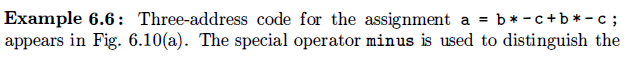 Example 6.6: Three-address code for the assignment a = b*-c+b*-c;
appears in Fig. 6.10(a). The special operator minus is used to distinguish the